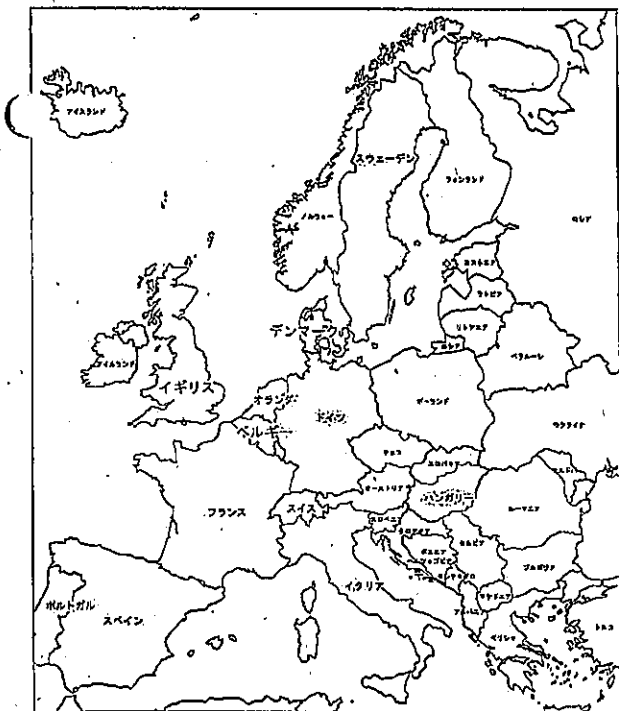 アイスランド
スウェーデン
フィンランド
ノルウェー
ロシア
エストニア
ラトビア
リトアニア
ロシア
デンマーク
ベラルーシ
アイルランド
イギリス
オランダ
ドイツ
ポーランド
ベルギー
ウクライナ
チェコ
スロバキア
モルドバ
オーストリア
ハンガリー
ルーマニア
フランス
スイス
スロベニア
クロアチア
セルビア
ボスニア
ブルガリア
イタリア
マケドニア
アルバニア
ポルトガル
スペイン
ギリシャ
トルコ